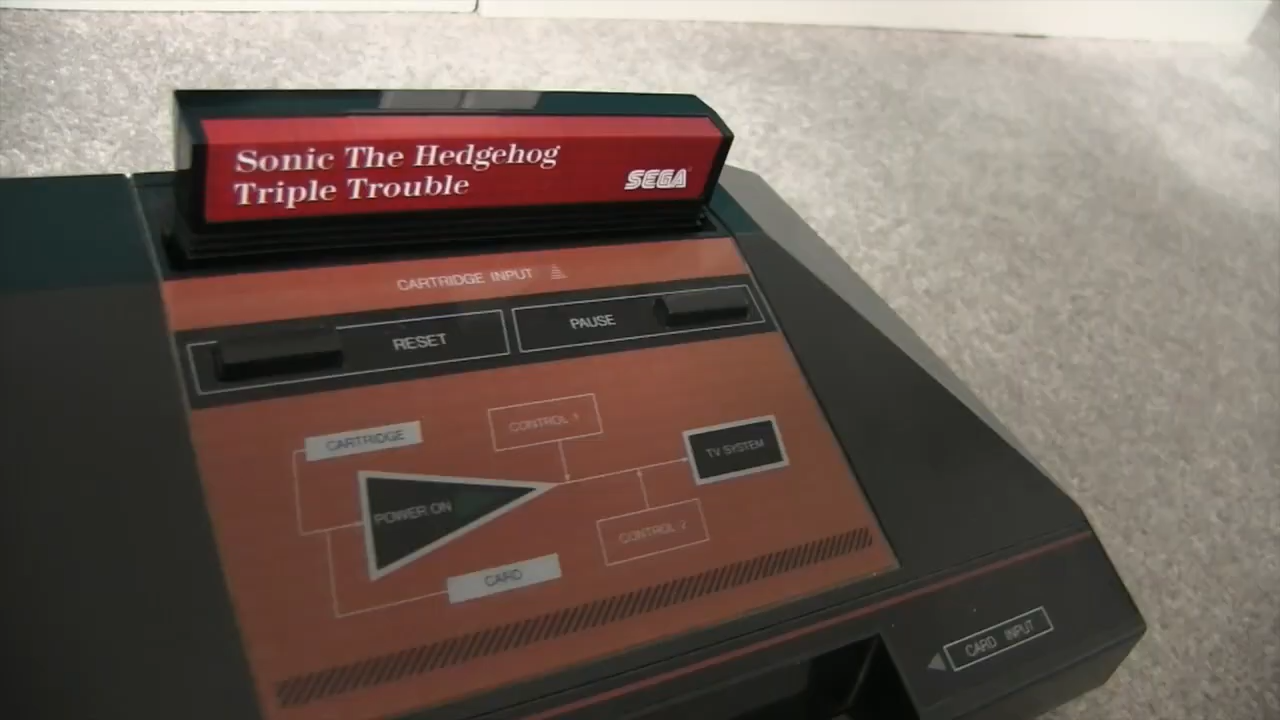 Sonic The Hedgehog
Triple Trouble
SEGA
CARTRIDGE INPUT
RESET
PAUSE
CARTRIDGE
CONTROL 1
TV SYSTEM
POWER ON
CONTROL 2
CARD
CARD INPUT